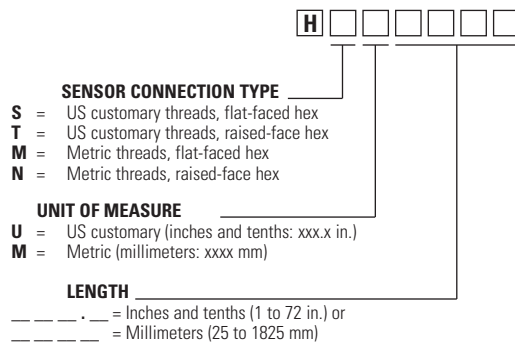 H
SENSOR CONNECTION TYPE
S = US customary threads, flat-faced hex
T = US customary threads, raised-face hex
M = Metric threads, flat-faced hex
N = Metric threads, raised-face hex
UNIT OF MEASURE
U = US customary (inches and tenths: xxx.x in.)
M = Metric (millimeters: xxxx mm)
LENGTH
__ __ __ . __ = Inches and tenths (1 to 72 in.) or
__ __ __ __ = Millimeters (25 to 1825 mm)